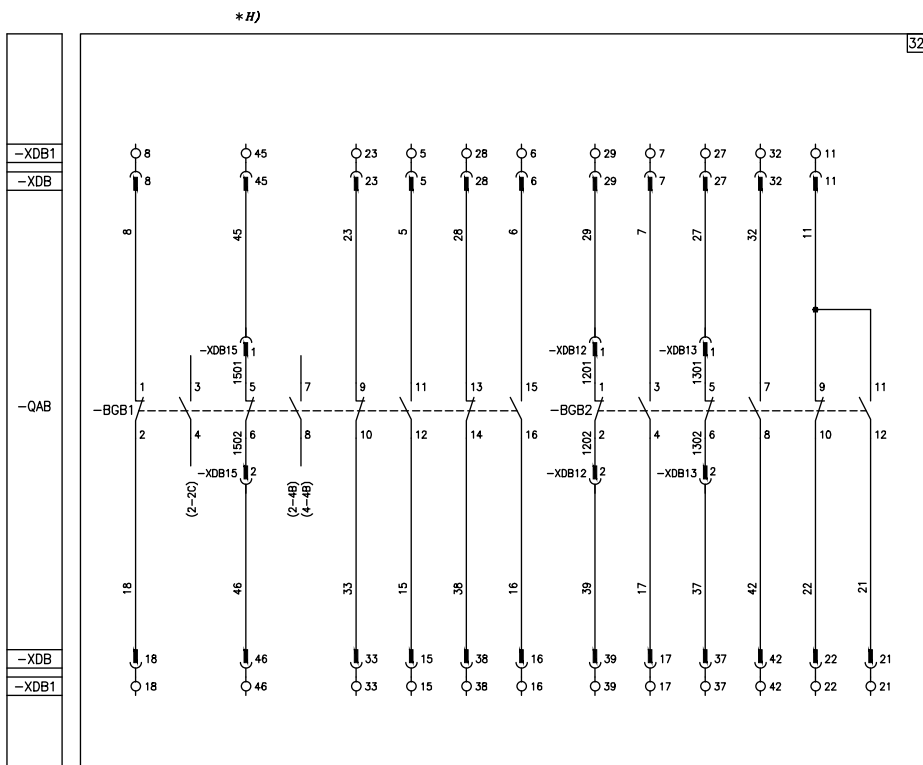 *H)
32
-XDB1 8 45 23 5 28 6 29 7 27 32 11
-XDB 8 45 23 5 28 6 29 7 27 32 11
8 45 23 5 28 6 29 7 27 32 11
-XDB15 1 -XDB12 1 -XDB13 1
1501 1201 1301
1 3 5 7 9 11 13 15 1 3 5 7 9 11
-QAB -BGB1 -BGB2
2 4 6 8 10 12 14 16 2 4 6 8 10 12
1502 1202 1302
-XDB15 2 -XDB12 2 -XDB13 2
(2-2C) (2-4B)
(4-4B)
18 46 33 15 38 16 39 17 37 42 22 21
-XDB 18 46 33 15 38 16 39 17 37 42 22 21
-XDB1 18 46 33 15 38 16 39 17 37 42 22 21